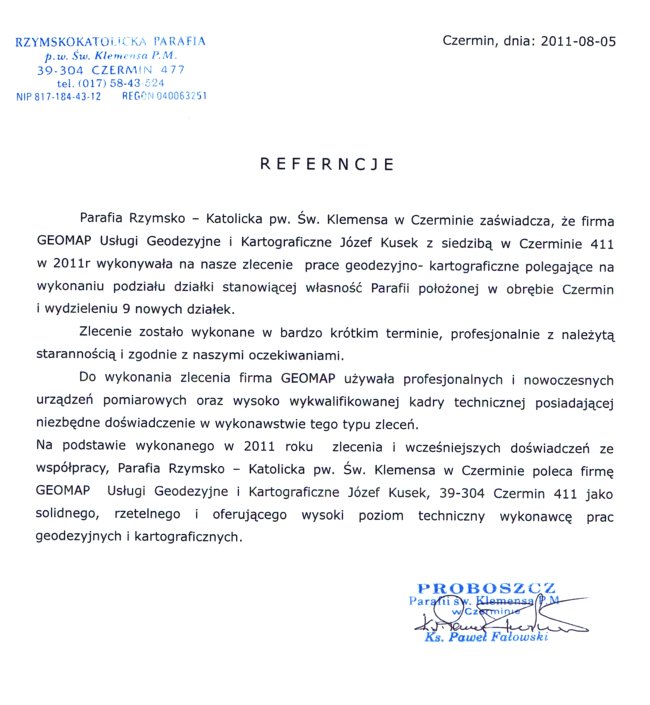 RZYMSKOKATOLICKA PARAFIA
p.w. Św. Klemensa P.M.
39-304 CZERMIN 477
tel. (017) 58-43-524
NIP 817-184-43-12 REGON 040063251
Czermin, dnia: 2011-08-05
REFERNCJE
Parafia Rzymsko – Katolicka pw. Św. Klemensa w Czerminie zaświadcza, że firma
GEOMAP Usługi Geodezyjne i Kartograficzne Józef Kusek z siedzibą w Czerminie 411
w 2011r wykonywała na nasze zlecenie prace geodezyjno- kartograficzne polegające na
wykonaniu podziału działki stanowiącej własność Parafii położonej w obrębie Czermin
i wydzieleniu 9 nowych działek.
Zlecenie zostało wykonane w bardzo krótkim terminie, profesjonalnie z należytą
starannością i zgodnie z naszymi oczekiwaniami.
Do wykonania zlecenia firma GEOMAP używała profesjonalnych i nowoczesnych
urządzeń pomiarowych oraz wysoko wykwalifikowanej kadry technicznej posiadającej
niezbędne doświadczenie w wykonawstwie tego typu zleceń.
Na podstawie wykonanego w 2011 roku zlecenia i wcześniejszych doświadczeń ze
współpracy, Parafia Rzymsko – Katolicka pw. Św. Klemensa w Czerminie poleca firmę
GEOMAP Usługi Geodezyjne i Kartograficzne Józef Kusek, 39-304 Czermin 411 jako
solidnego, rzetelnego i oferującego wysoki poziom techniczny wykonawcę prac
geodezyjnych i kartograficznych.
PROBOSZCZ
Parafii św. Klemensa P.M
w Czerminie
Ks. Paweł Fałowski